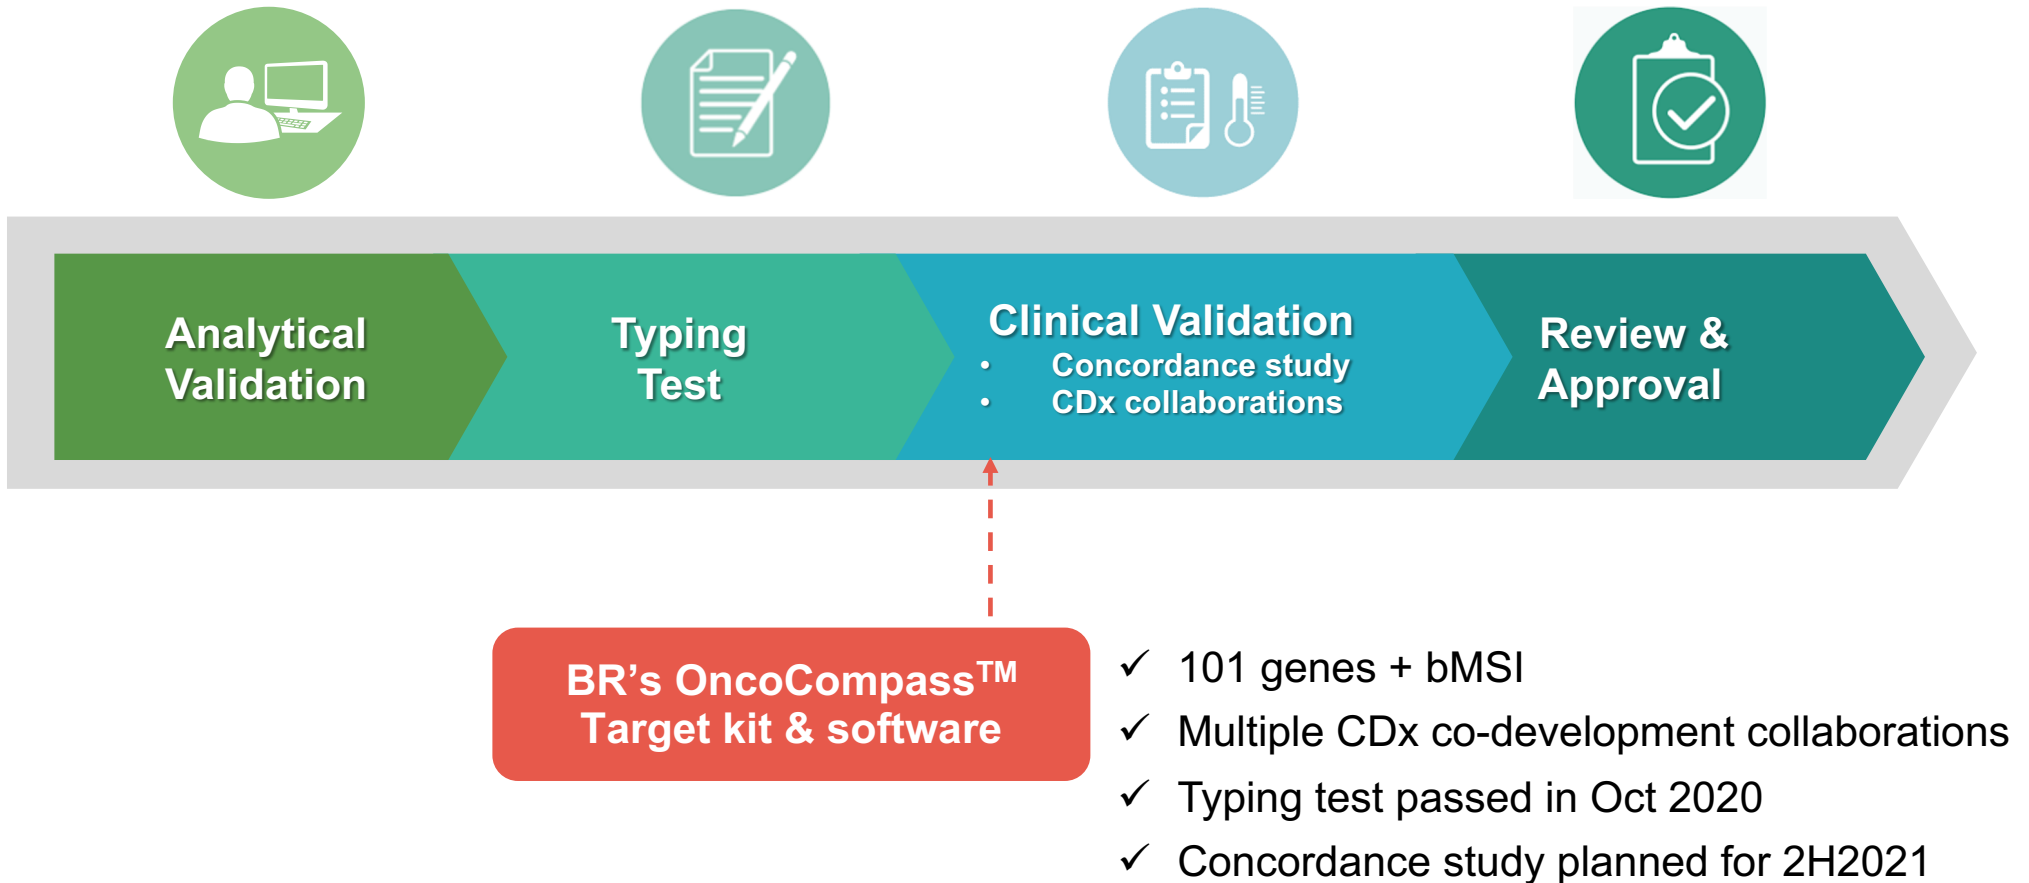 Analytical
Validation
Typing
Test
Clinical Validation
• Concordance study
• CDx collaborations
Review &
Approval
BR’s OncoCompass™
Target kit & software
✓ 101 genes + bMSI
✓ Multiple CDx co-development collaborations
✓ Typing test passed in Oct 2020
✓ Concordance study planned for 2H2021